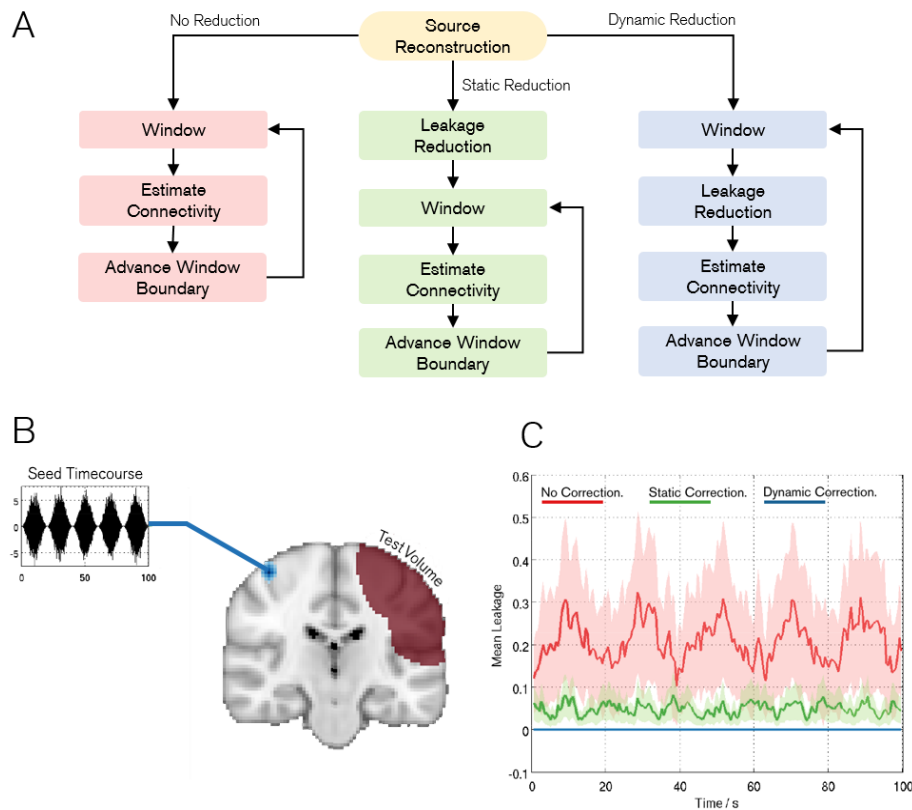 A
No Reduction
Source
Reconstruction
Dynamic Reduction
Static Reduction
Window
Estimate
Connectivity
Advance Window
Boundary
Leakage
Reduction
Window
Estimate
Connectivity
Advance Window
Boundary
Window
Leakage
Reduction
Estimate
Connectivity
Advance Window
Boundary
B
Seed Timecourse
5
0
-5
0
50
100
TestVolume
C
0.6
0.5
0.4
0.3
0.2
0.1
0
-0.1
Mean Leakage
No Correction.
Static Correction.
Dynamic Correction.
0
20
40
60
80
100
Time / s